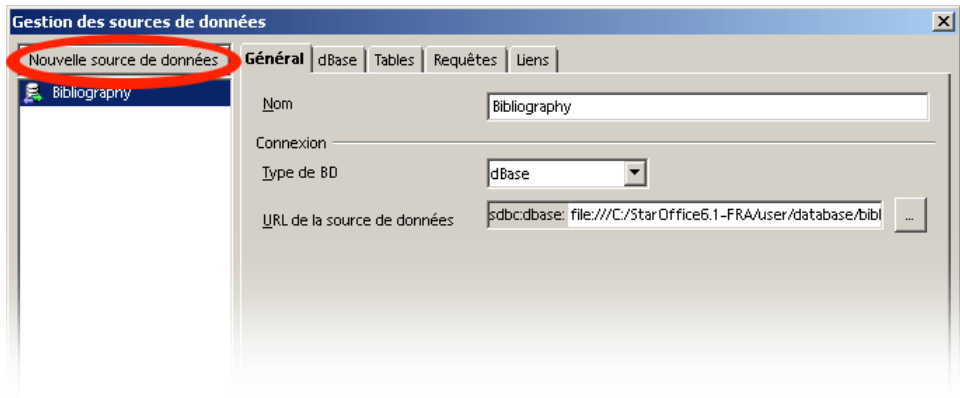 Gestion des sources de données
Nouvelle source de données
Général dBase Tables Requêtes Liens
Bibliography
Nom Bibliography
Connexion
Type de BD dBase
URL de la source de données sdbc:dbase: file:///C:/StarOffice6.1-FRA/user/database/bibl ...